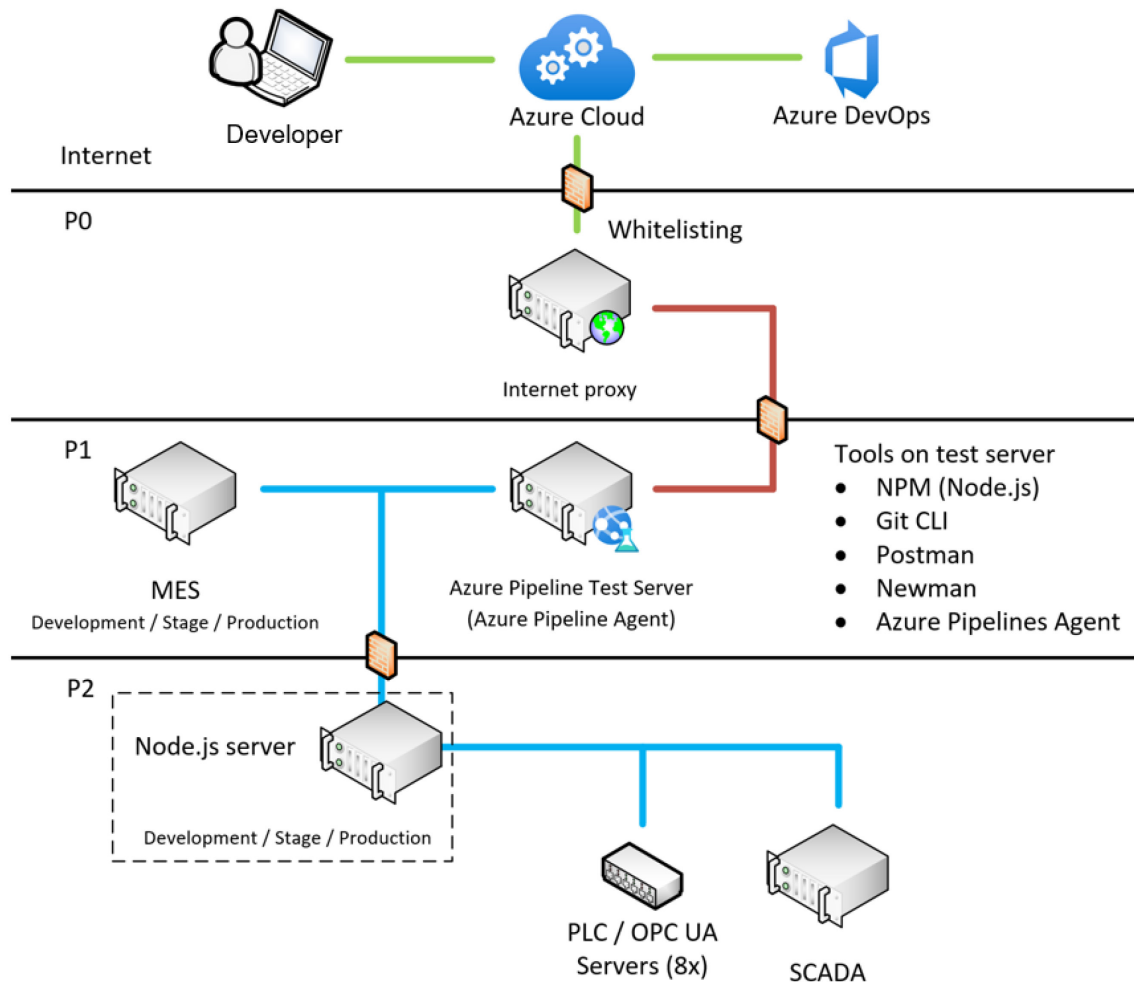 Developer
Azure Cloud
Azure DevOps
Internet
P0
Whitelisting
Internet proxy
P1
MES
Development / Stage / Production
Azure Pipeline Test Server
(Azure Pipeline Agent)
Tools on test server
• NPM (Node.js)
• Git CLI
• Postman
• Newman
• Azure Pipelines Agent
P2
Node.js server
Development / Stage / Production
PLC / OPC UA
Servers (8x)
SCADA